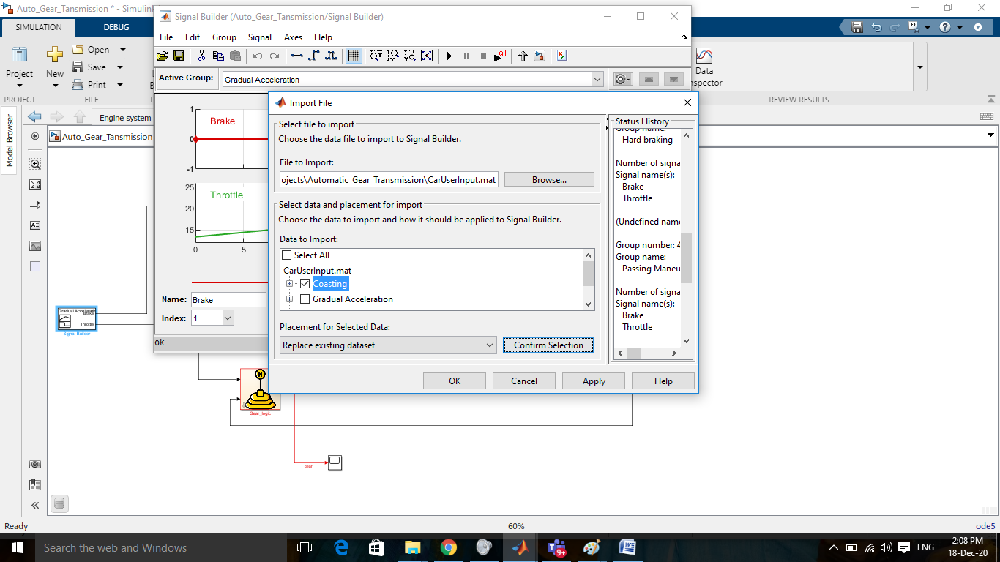 Auto_Gear_Tansmission * - Simulink
SIMULATION
DEBUG
Project
New
Open
Save
Print
PROJECT
FILE
Data
Inspector
REVIEW RESULTS
Engine system
Auto_Gear_Tansmission
Model Browser
Signal Builder (Auto_Gear_Tansmission/Signal Builder)
File Edit Group Signal Axes Help
all
Active Group:
Gradual Acceleration
1
Brake
0
-1
25
Throttle
20
15
0
5
Name:
Brake
Index:
1
ok
Import File
Select file to import
Choose the data file to import to Signal Builder.
File to Import:
ojects\Automatic_Gear_Transmission\CarUserInput.mat
Browse...
Select data and placement for import
Choose the data to import and how it should be applied to Signal Builder.
Data to Import:
Select All
CarUserInput.mat
Coasting
Gradual Acceleration
Placement for Selected Data:
Replace existing dataset
Confirm Selection
Status History
Group name:
Hard braking
Number of signa
Signal name(s):
Brake
Throttle
(Undefined name
Group number: 4
Group name:
Passing Maneu
Number of signa
Signal name(s):
Brake
Throttle
OK
Cancel
Apply
Help
Gradual Acceleratio
Brake
Throttle
Signal Builder
H
Gear_logic
gear
Ready
60%
ode5
Search the web and Windows
9+
ENG
2:08 PM
18-Dec-20